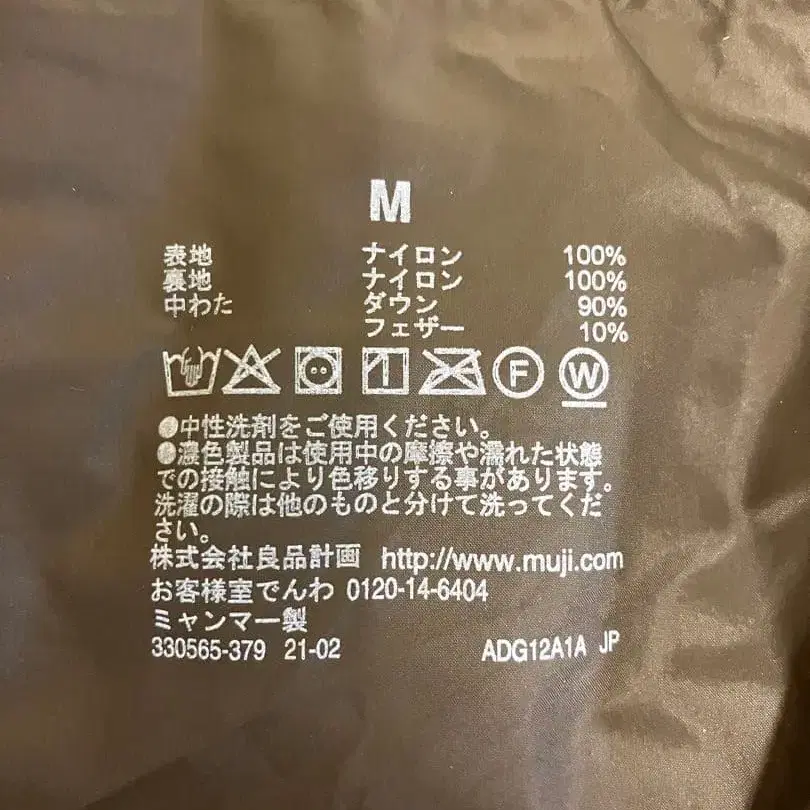 M
表地 ナイロン 100%
裏地 ナイロン 100%
中わた ダウン 90%
フェザー 10%
F W
●中性洗剤をご使用ください。
●濃色製品は使用中の摩擦や濡れた状態
での接触により色移りする事があります。
洗濯の際は他のものと分けて洗ってくだ
さい。
株式会社良品計画 http://www.muji.com
お客様室でんわ 0120-14-6404
ミャンマー製
330565-379 21-02 ADG12A1A JP